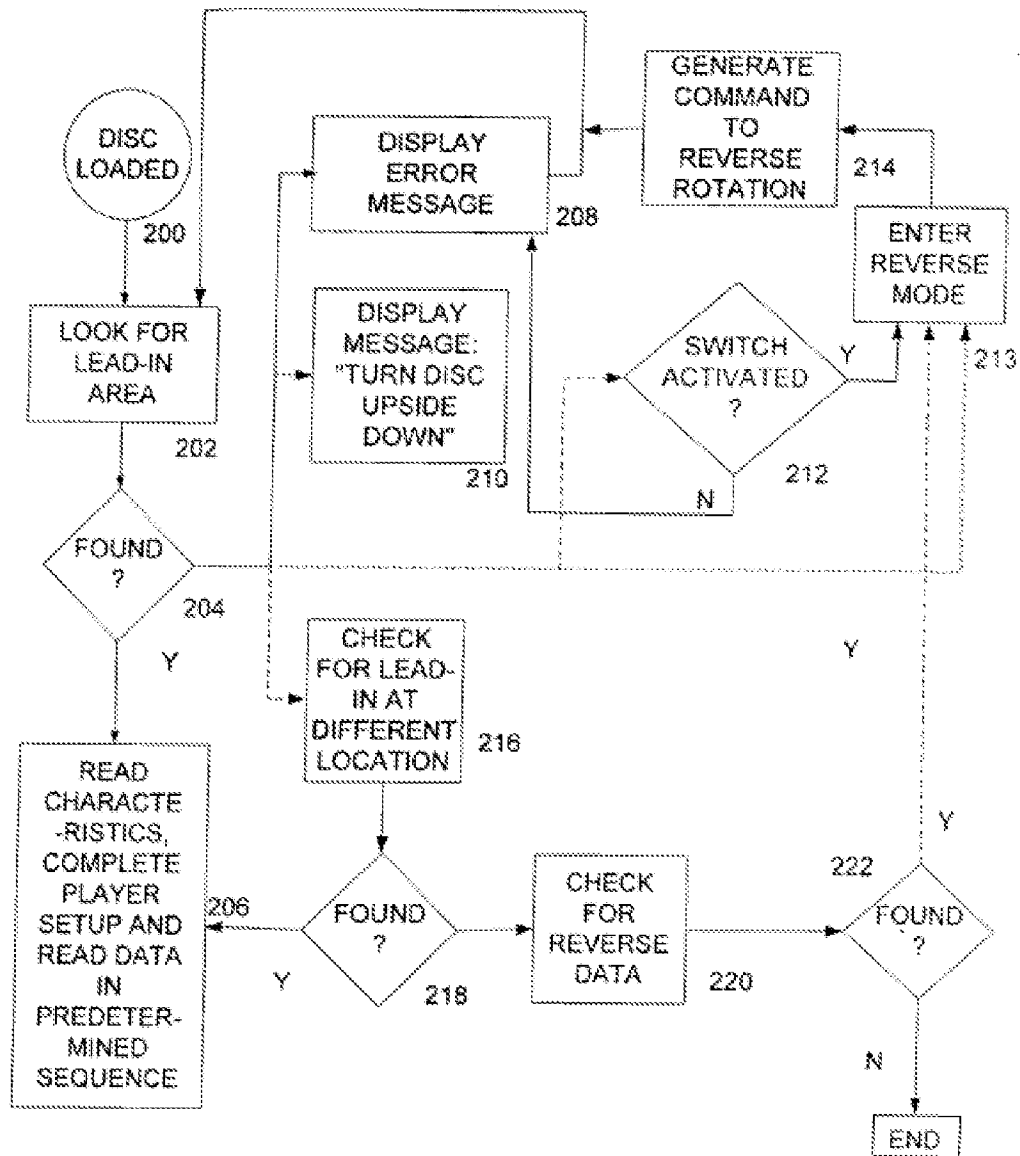 DISC
LOADED
200
LOOK FOR
LEAD-IN
AREA
202
FOUND
?
204
Y
READ
CHARACTE
-RISTICS,
COMPLETE
PLAYER
SETUP AND
READ DATA
IN
PREDETER-
MINED
SEQUENCE
206
DISPLAY
ERROR
MESSAGE
208
DISPLAY
MESSAGE:
"TURN DISC
UPSIDE
DOWN"
210
GENERATE
COMMAND
TO
REVERSE
ROTATION
214
ENTER
REVERSE
MODE
213
SWITCH
ACTIVATED
?
Y
212
N
CHECK
FOR LEAD-
IN AT
DIFFERENT
LOCATION
216
FOUND
?
Y
218
CHECK
FOR
REVERSE
DATA
220
Y
Y
222
FOUND
?
N
END